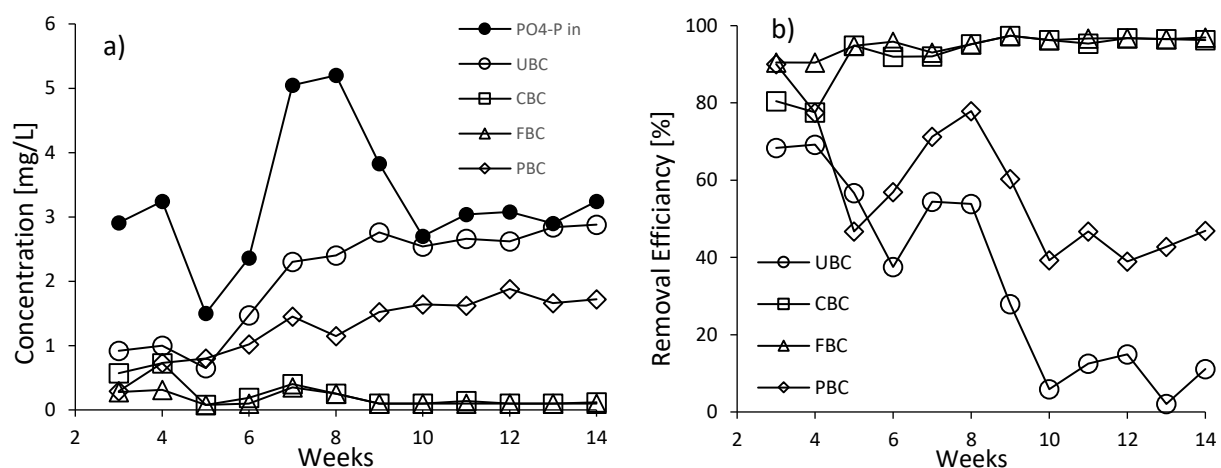 a)
Concentration [mg/L]
6
5
4
3
2
1
0
PO4-P in
UBC
CBC
FBC
PBC
2 4 6 8 10 12 14
Weeks
b)
Removal Efficiancy [%]
100
80
60
40
20
0
UBC
CBC
FBC
PBC
2 4 6 8 10 12 14
Weeks